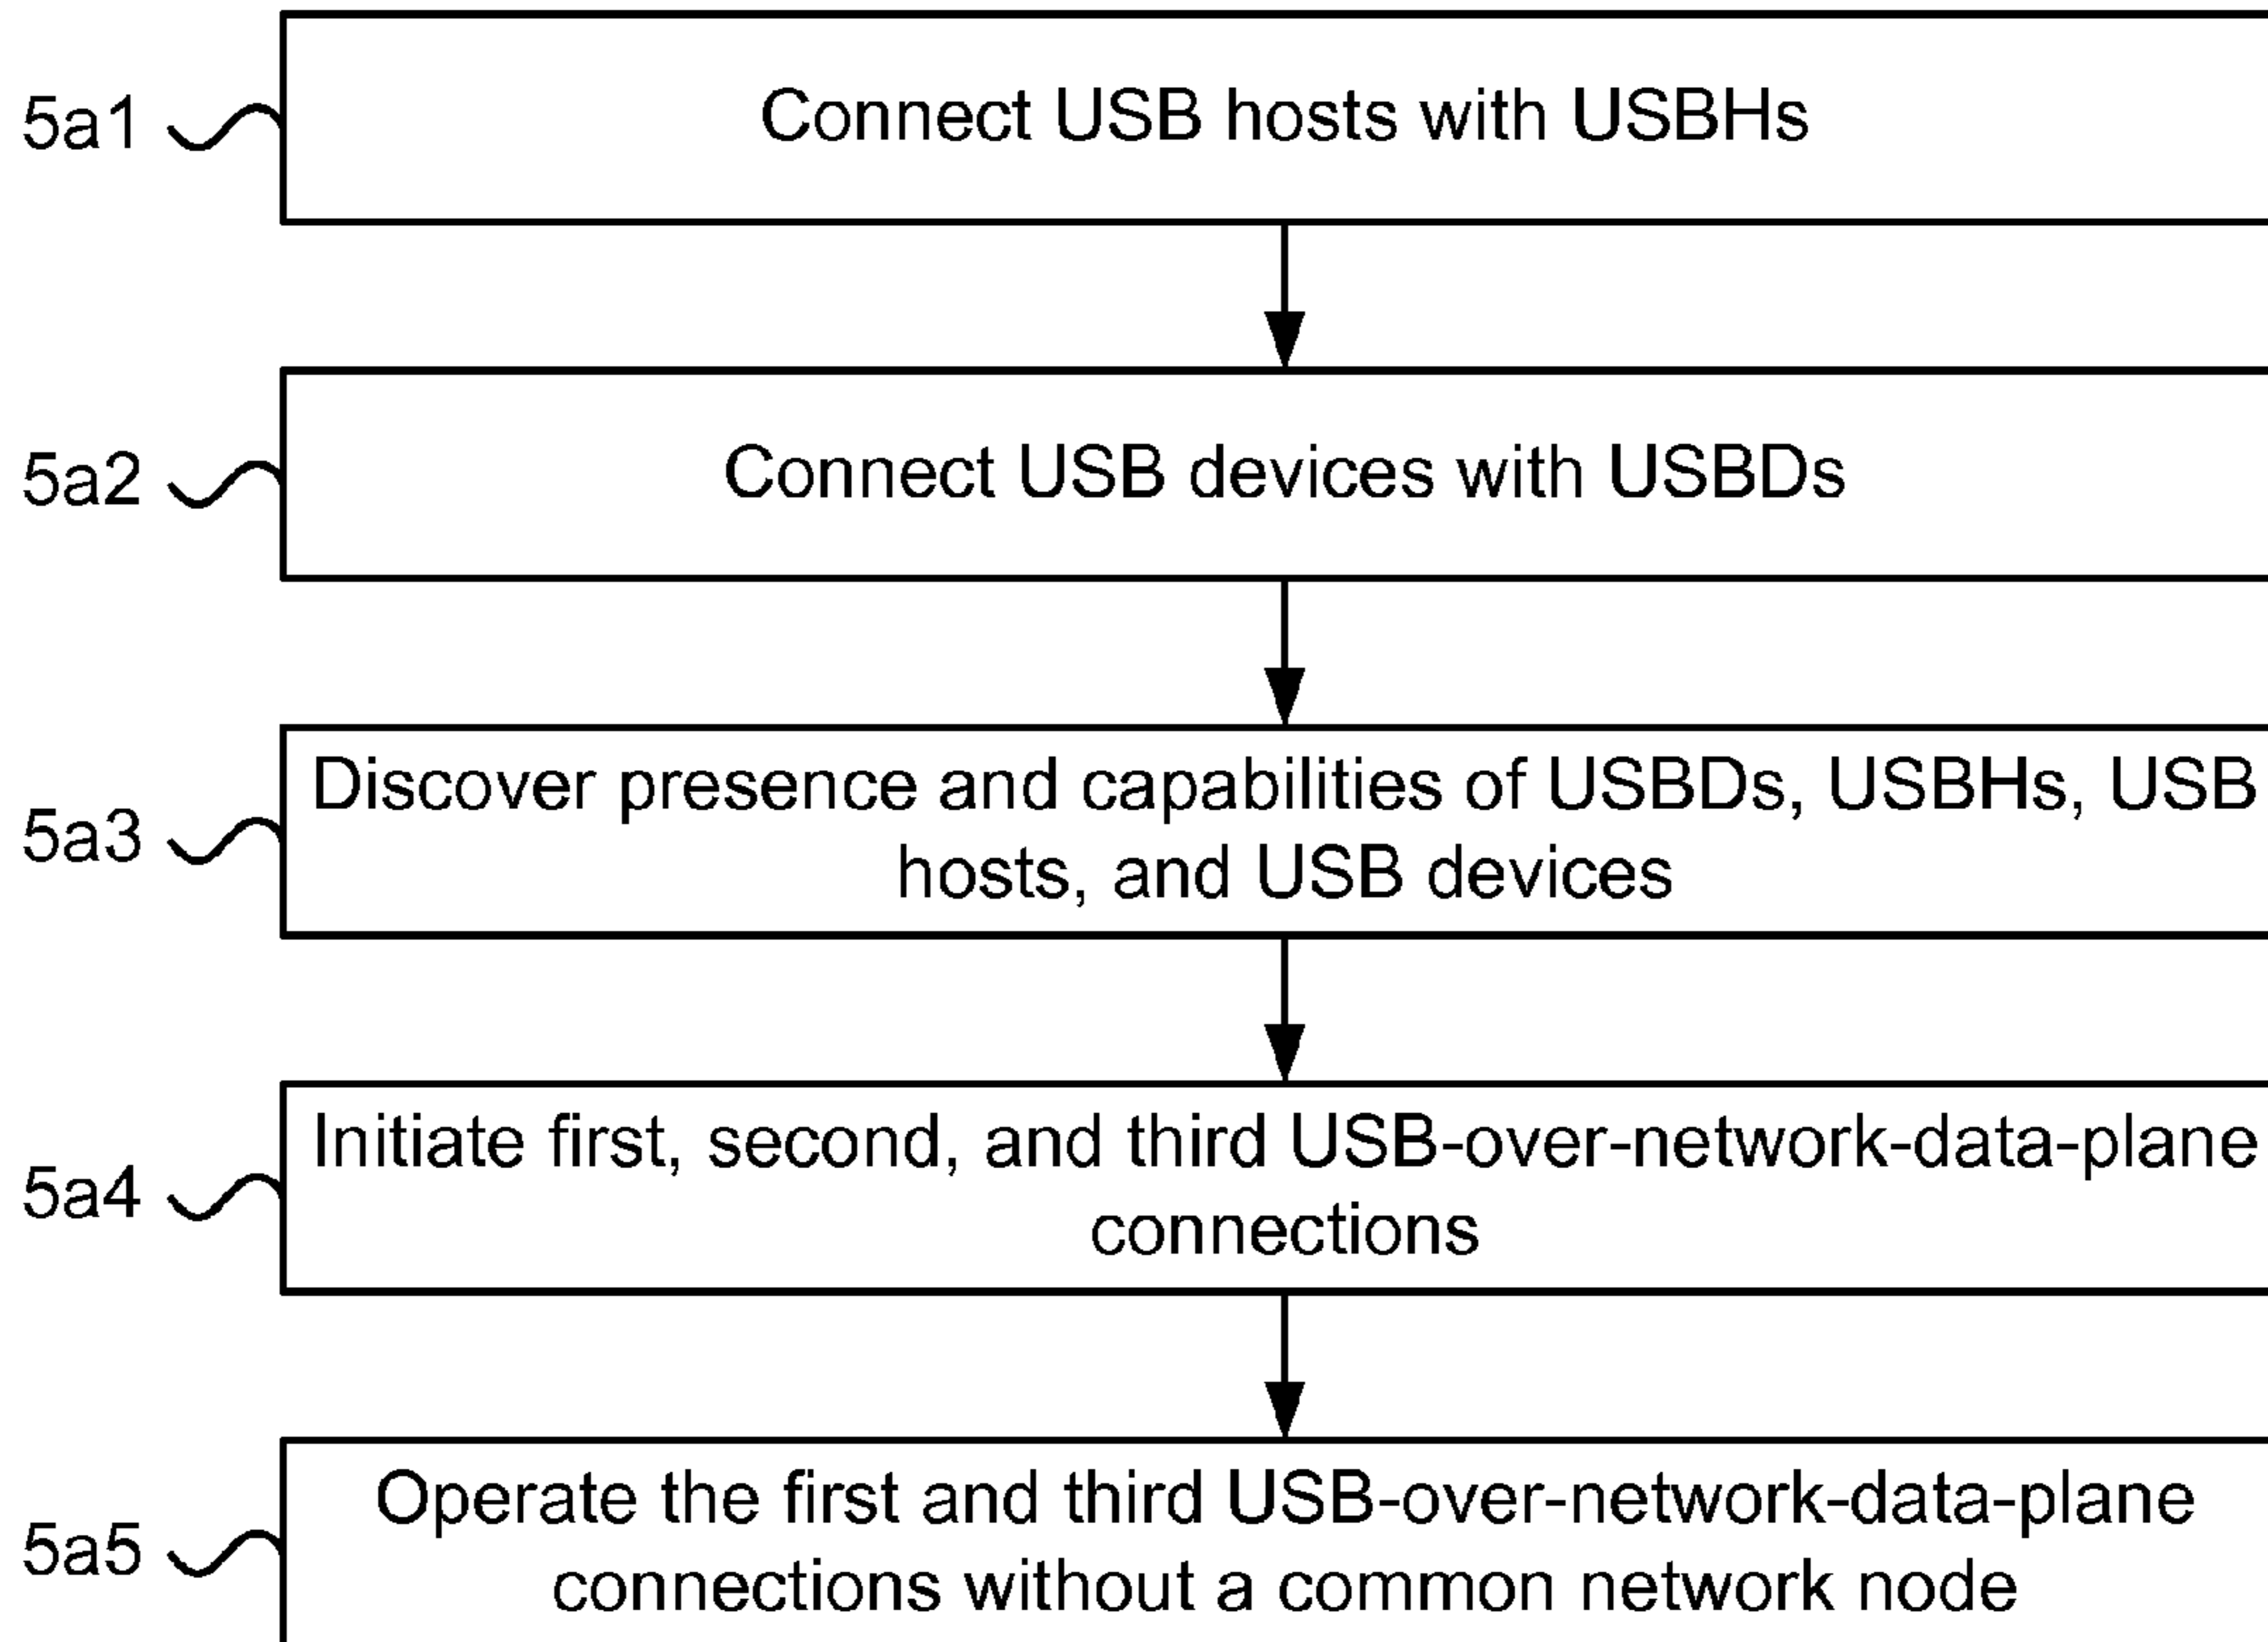 5a1
Connect USB hosts with USBHs
5a2
Connect USB devices with USBDs
5a3
Discover presence and capabilities of USBDs, USBHs, USB
hosts, and USB devices
5a4
Initiate first, second, and third USB-over-network-data-plane
connections
5a5
Operate the first and third USB-over-network-data-plane
connections without a common network node